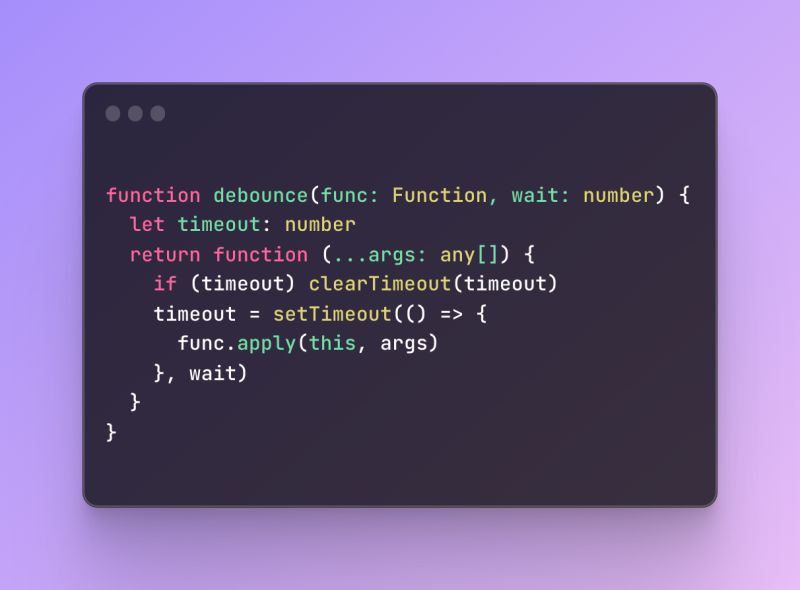 function debounce(func: Function, wait: number) {
  let timeout: number
  return function (...args: any[]) {
    if (timeout) clearTimeout(timeout)
    timeout = setTimeout(() => {
      func.apply(this, args)
    }, wait)
  }
}